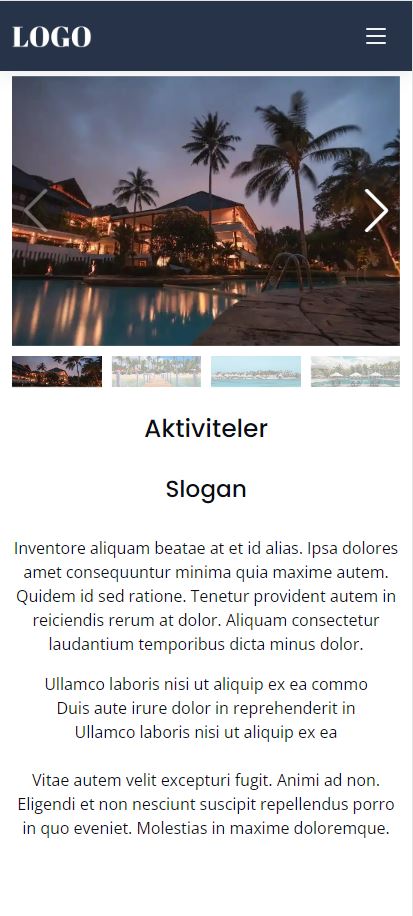 LOGO
Aktiviteler
Slogan
Inventore aliquam beatae at et id alias. Ipsa dolores
amet consequuntur minima quia maxime autem.
Quidem id sed ratione. Tenetur provident autem in
reiciendis rerum at dolor. Aliquam consectetur
laudantium temporibus dicta minus dolor.
Ullamco laboris nisi ut aliquip ex ea commo
Duis aute irure dolor in reprehenderit in
Ullamco laboris nisi ut aliquip ex ea
Vitae autem velit excepturi fugit. Animi ad non.
Eligendi et non nesciunt suscipit repellendus porro
in quo eveniet. Molestias in maxime doloremque.